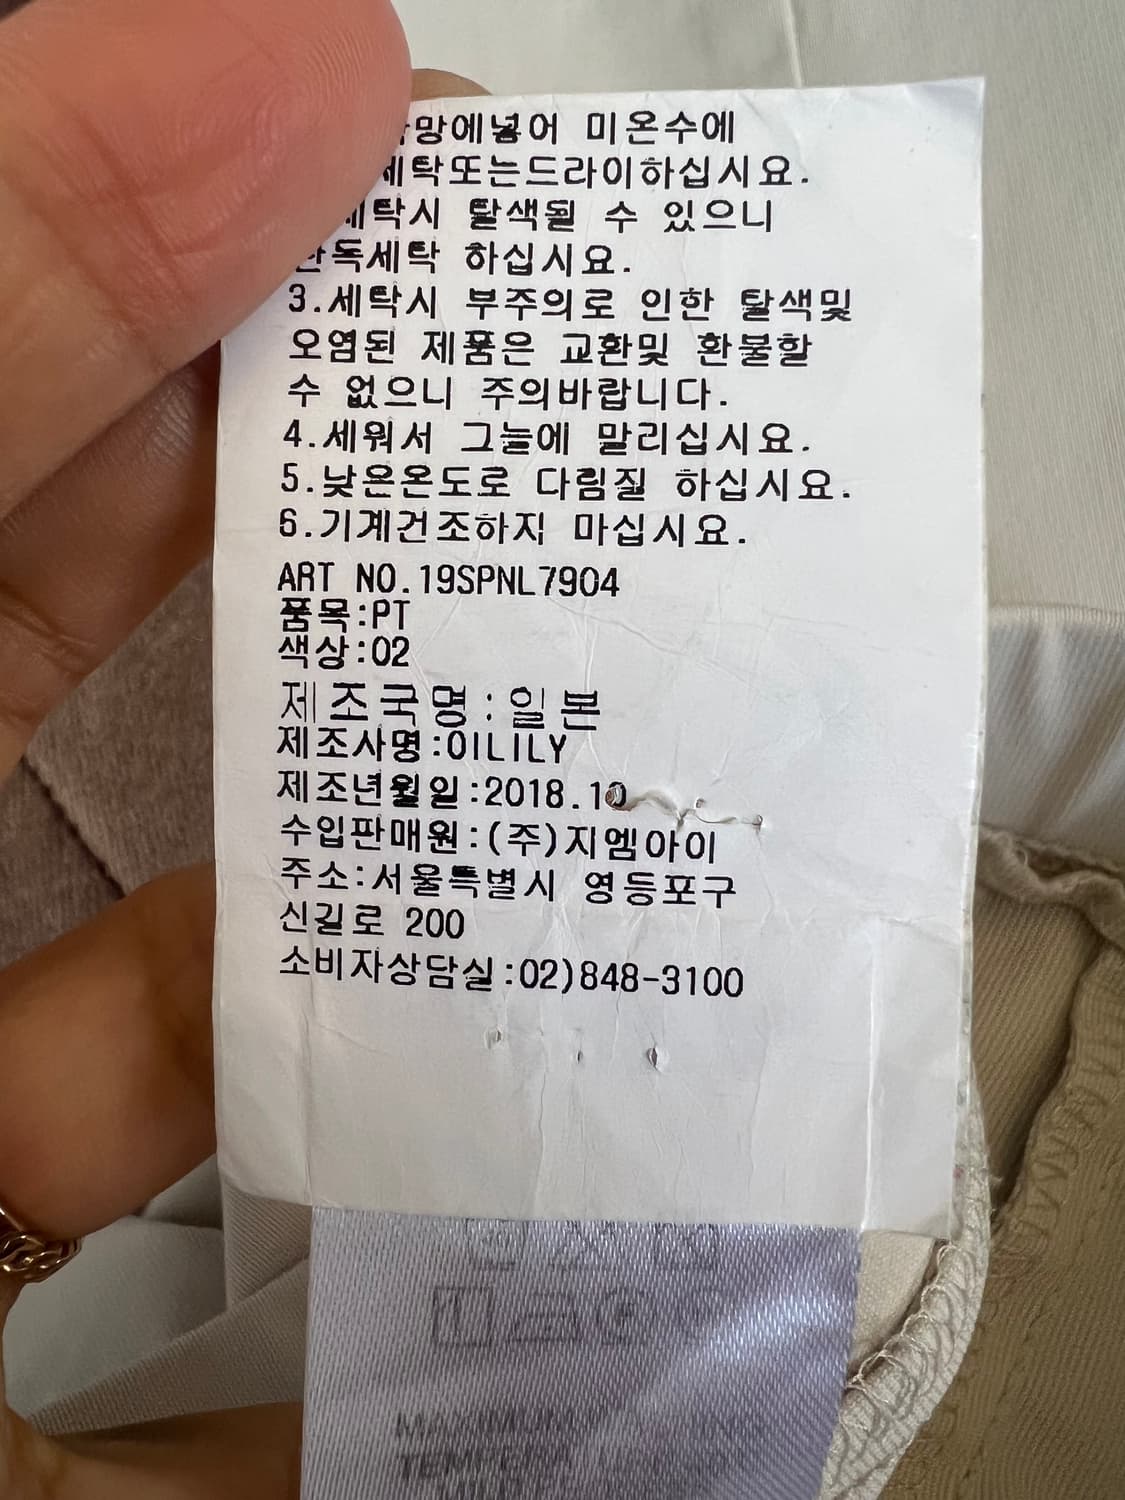 망에넣어 미온수에
세탁또는드라이하십시요.
세탁시 탈색될 수 있으니
단독세탁 하십시요.
3.세탁시 부주의로 인한 탈색및
오염된 제품은 교환및 환불할
수 없으니 주의바랍니다.
4.세워서 그늘에 말리십시요.
5.낮은온도로 다림질 하십시요.
6.기계건조하지 마십시요.
ART NO.19SPNL7904
품목:PT
색상:02
제조국명:일본
제조사명:OILILY
제조년월일:2018.10
수입판매원:(주)지엠아이
주소:서울특별시 영등포구
신길로 200
소비자상담실:02)848-3100
MAXIMUM